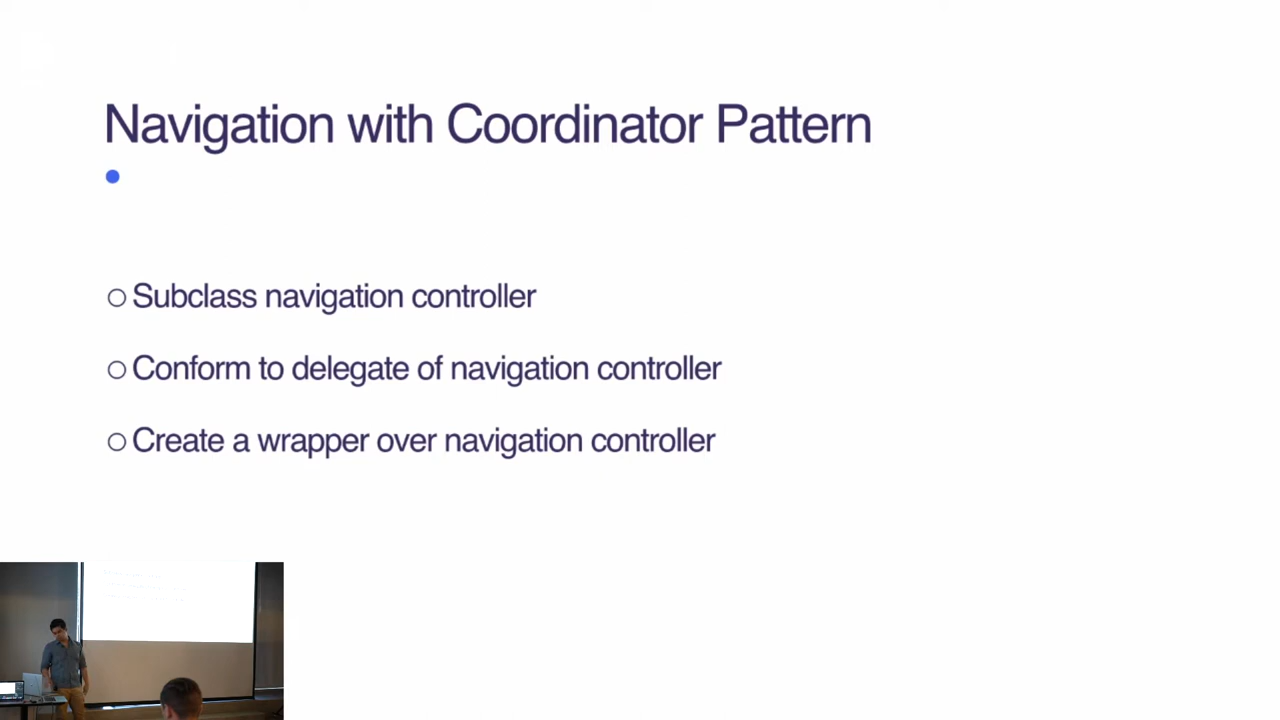 Navigation with Coordinator Pattern
Subclass navigation controller
Conform to delegate of navigation controller
Create a wrapper over navigation controller